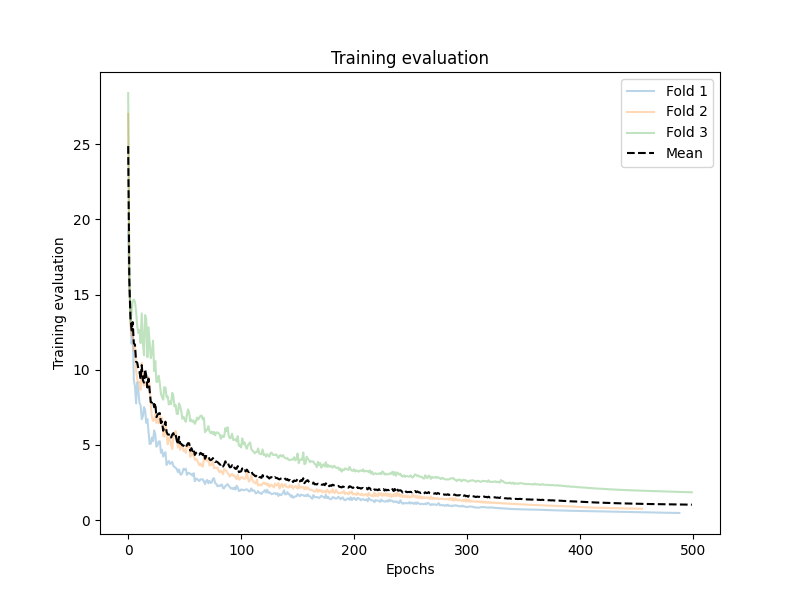 Training evaluation
Fold 1
Fold 2
Fold 3
Mean
Training evaluation
25
20
15
10
5
0
0 100 200 300 400 500
Epochs